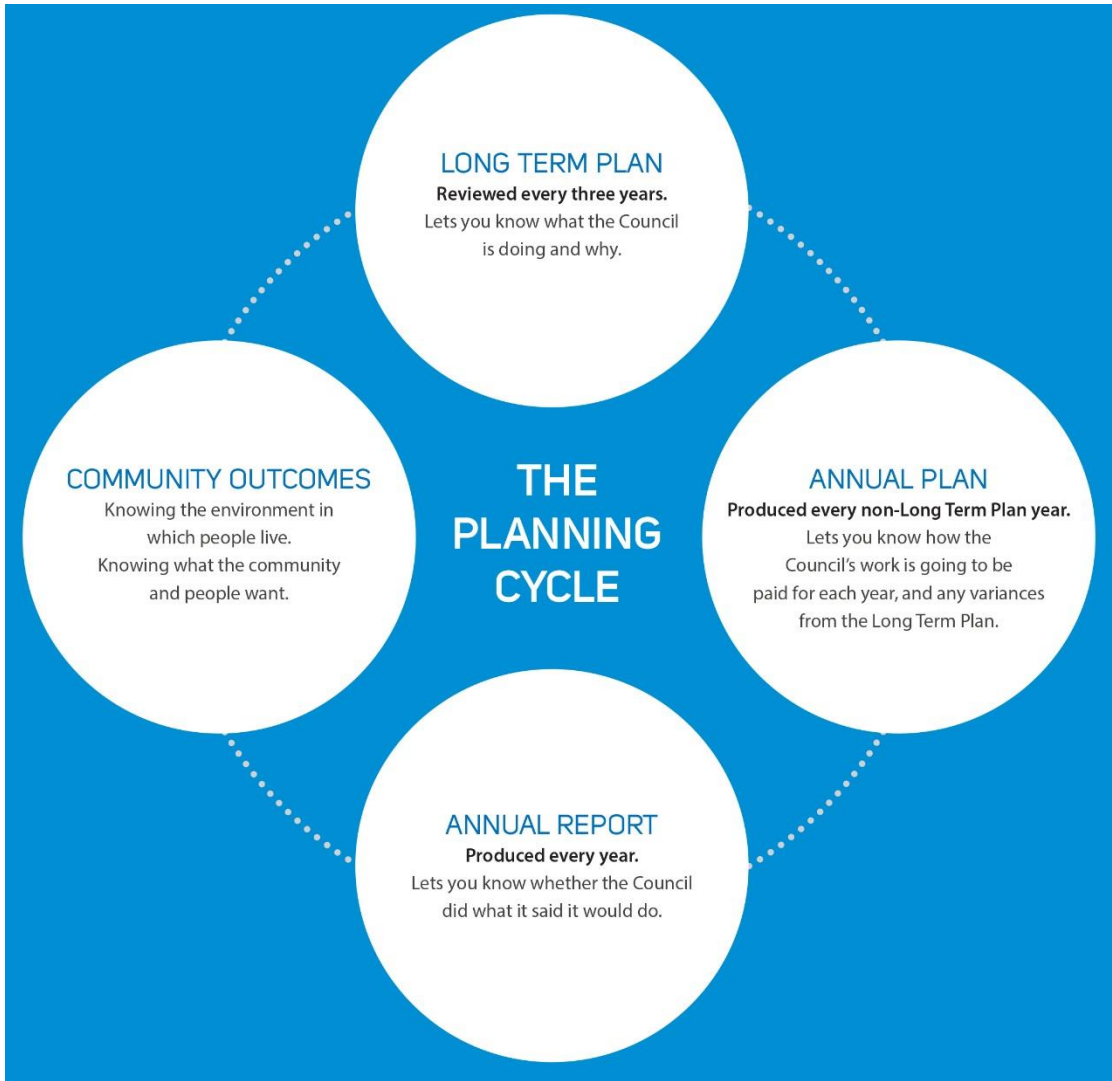 LONG TERM PLAN
Reviewed every three years.
Lets you know what the Council
is doing and why.
COMMUNITY OUTCOMES
Knowing the environment in
which people live.
Knowing what the community
and people want.
THE
PLANNING
CYCLE
ANNUAL PLAN
Produced every non-Long Term Plan year.
Lets you know how the
Council's work is going to be
paid for each year, and any variances
from the Long Term Plan.
ANNUAL REPORT
Produced every year.
Lets you know whether the Council
did what it said it would do.